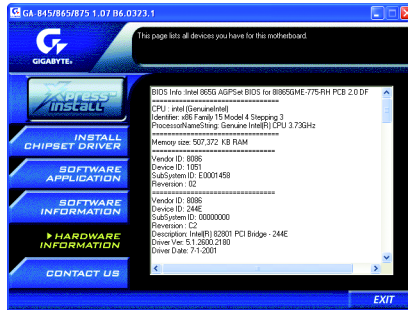 GA-845/865/875 1.07 B6.0323.1
GIGABYTE
This page lists all devices you have for this motherboard.
Xpress-
INSTALL
INSTALL
CHIPSET DRIVER
SOFTWARE
APPLICATION
SOFTWARE
INFORMATION
HARDWARE
INFORMATION
CONTACT US
BIOS Info :Intel 865G AGPSet BIOS for 8I865GME-775-RH PCB 2.0 DF
================================
CPU : intel (GenuineIntel)
Identifier: x86 Family 15 Model 4 Stepping 3
ProcessorNameString: Genuine Intel(R) CPU 3.73GHz
================================
Memory size: 507,372 KB RAM
================================
Vendor ID: 8086
Device ID: 1051
SubSystem ID: E0001458
Reversion : 02
================================
Vendor ID: 8086
Device ID: 244E
SubSystem ID: 00000000
Reversion : C2
Description: Intel(R) 82801 PCI Bridge - 244E
Driver Ver: 5.1.2600.2180
Driver Date: 7-1-2001
EXIT